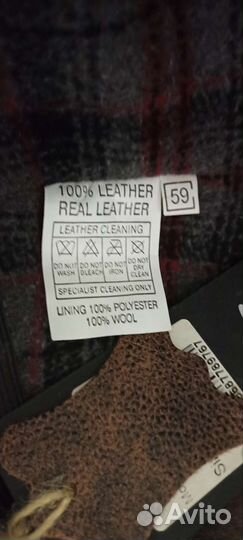 100% LEATHER
REAL LEATHER
59
LEATHER CLEANING
DO NOT WASH
DO NOT BLEACH
DO NOT IRON
DO NOT DRY CLEAN
SPECIALIST CLEANING ONLY
LINING 100% POLYESTER
100% WOOL
Avito